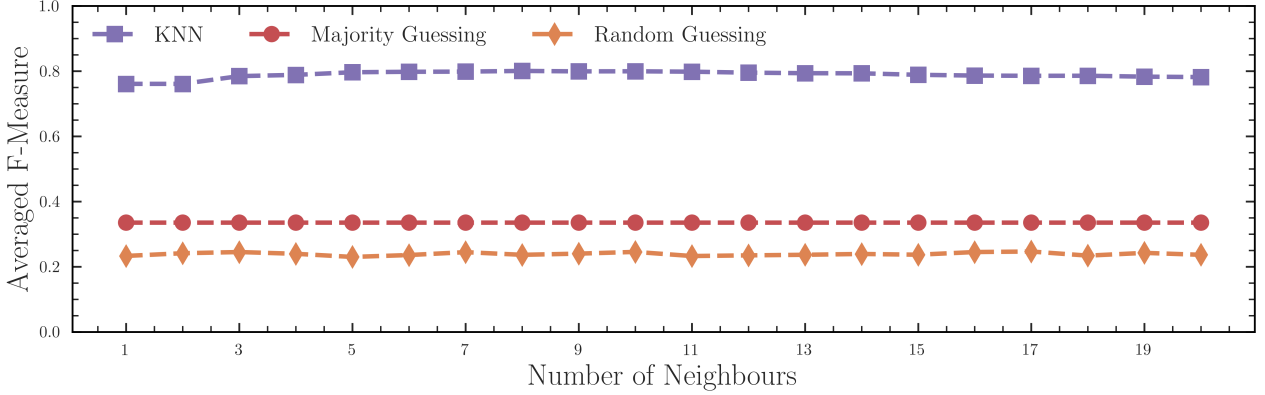 1.0
KNN Majority Guessing Random Guessing
0.8
0.6
0.4
0.2
0.0
Averaged F-Measure
1 3 5 7 9 11 13 15 17 19
Number of Neighbours